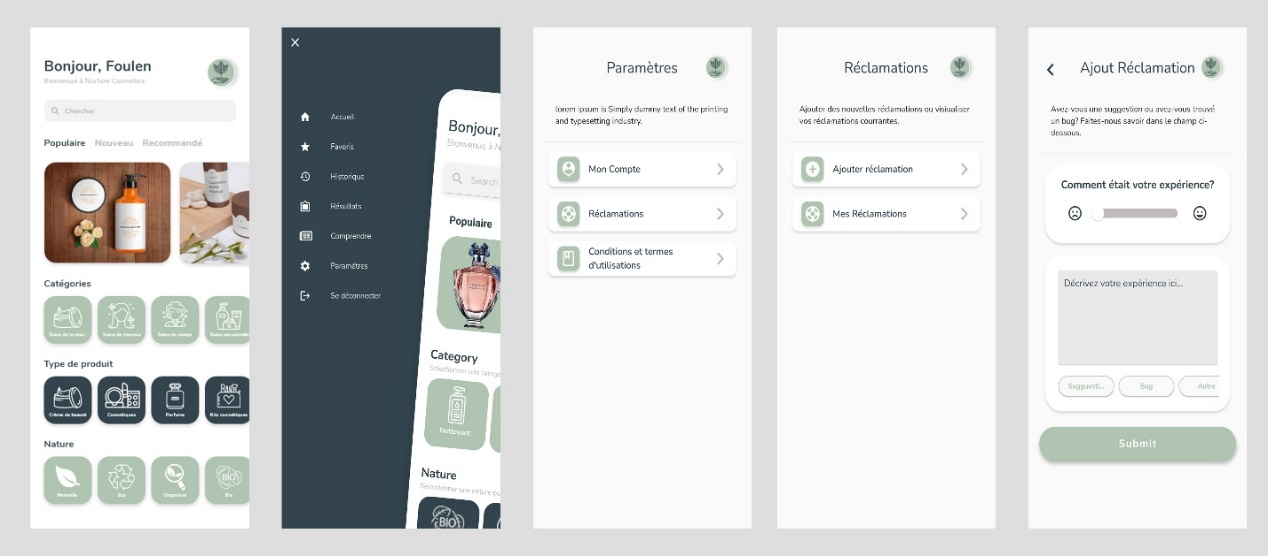 Bonjour, Foulen
Bienvenue à Nurture Cosmetics
Chercher
Populaire Nouveau Recommandé
Catégories
Soins de la peau Soins de cheveux Soins de visage Soins personnelle
Type de produit
Crème de beauté Cosmétiques Parfums Kits cosmétiques
Nature
Naturelle Eco Organique Bio
BIO
Accueil
Favoris
Historique
Résultats
Comprendre
Paramètres
Se déconnecter
Bonjour,
Bienvenue à N
Search
Populaire
Category
Sélectionner une catégo
Nettoyant
Nature
Sélectionner une nature po
BIO
Paramètres
lorem ipsum is Simply dummy text of the printing
and typesetting industry.
Mon Compte
Réclamations
Conditions et termes
d'utilisations
Réclamations
Ajouter des nouvelles réclamations ou visiualiser
vos réclamations courrantes.
Ajouter réclamation
Mes Réclamations
Ajout Réclamation
Avez-vous une suggestion ou avez-vous trouvé
un bug? Faites-nous savoir dans le champ ci-
dessous.
Comment était votre expérience?
Décrivez votre expérience ici...
Suggesti... Bug Autre
Submit